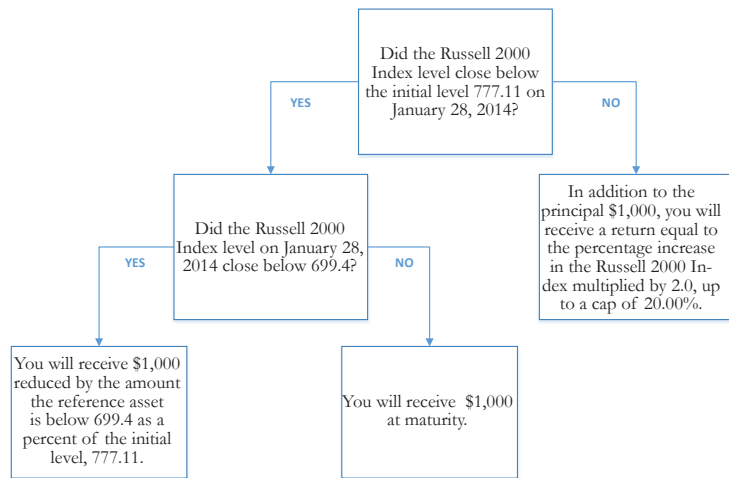 Did the Russell 2000
Index level close below
the initial level 777.11 on
January 28, 2014?
YES
NO
Did the Russell 2000
Index level on January 28,
2014 close below 699.4?
In addition to the
principal $1,000, you will
receive a return equal to
the percentage increase
in the Russell 2000 In-
dex multiplied by 2.0, up
to a cap of 20.00%.
YES
NO
You will receive $1,000
reduced by the amount
the reference asset
is below 699.4 as a
percent of the initial
level, 777.11.
You will receive $1,000
at maturity.